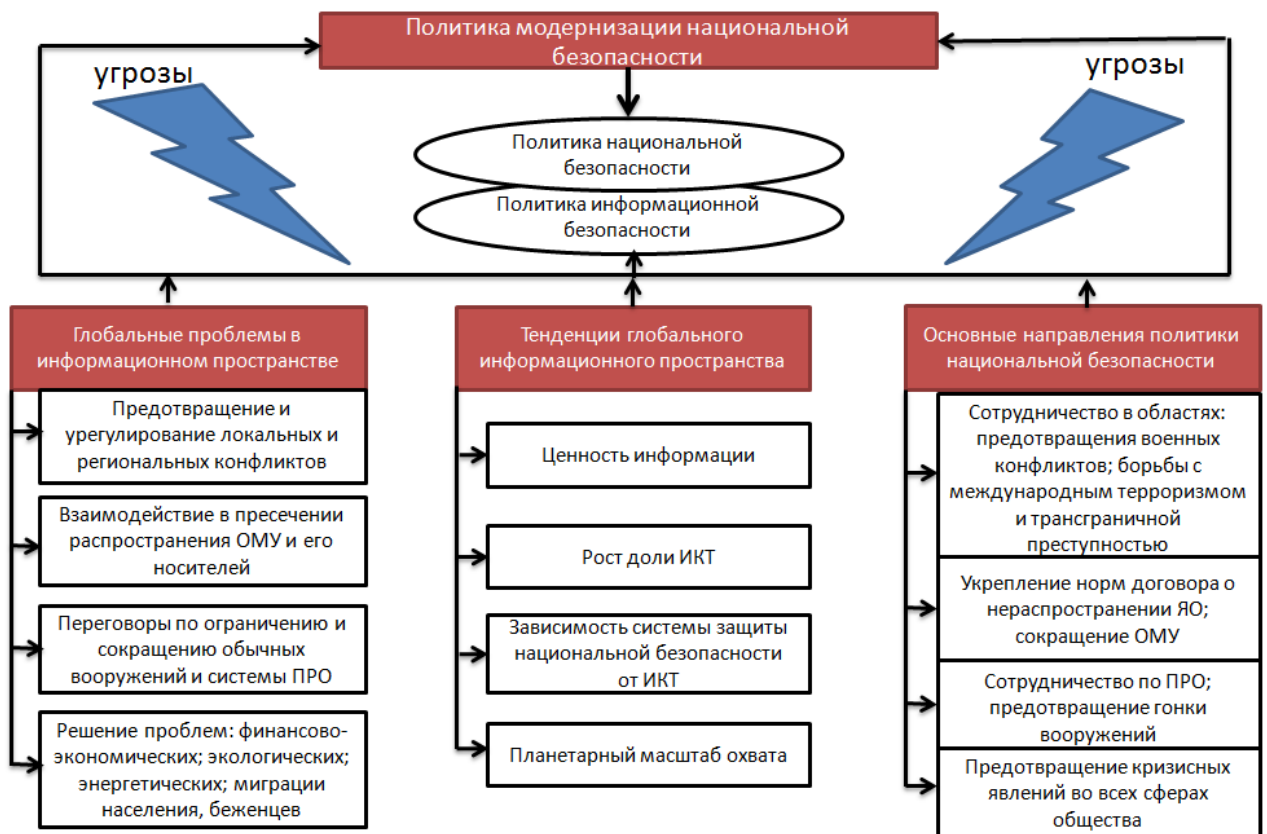 Политика модернизации национальной
безопасности
угрозы
угрозы
Политика национальной
безопасности
Политика информационной
безопасности
Глобальные проблемы в
информационном пространстве
Предотвращение и
урегулирование локальных и
региональных конфликтов
Взаимодействие в пресечении
распространения ОМУ и его
носителей
Переговоры по ограничению и
сокращению обычных
вооружений и системы ПРО
Решение проблем: финансово-
экономических; экологических;
энергетических; миграции
населения, беженцев
Тенденции глобального
информационного пространства
Ценность информации
Рост доли ИКТ
Зависимость системы защиты
национальной безопасности
от ИКТ
Планетарный масштаб охвата
Основные направления политики
национальной безопасности
Сотрудничество в областях:
предотвращения военных
конфликтов; борьбы с
международным терроризмом
и трансграничной
преступностью
Укрепление норм договора о
нераспространении ЯО;
сокращение ОМУ
Сотрудничество по ПРО;
предотвращение гонки
вооружений
Предотвращение кризисных
явлений во всех сферах
общества